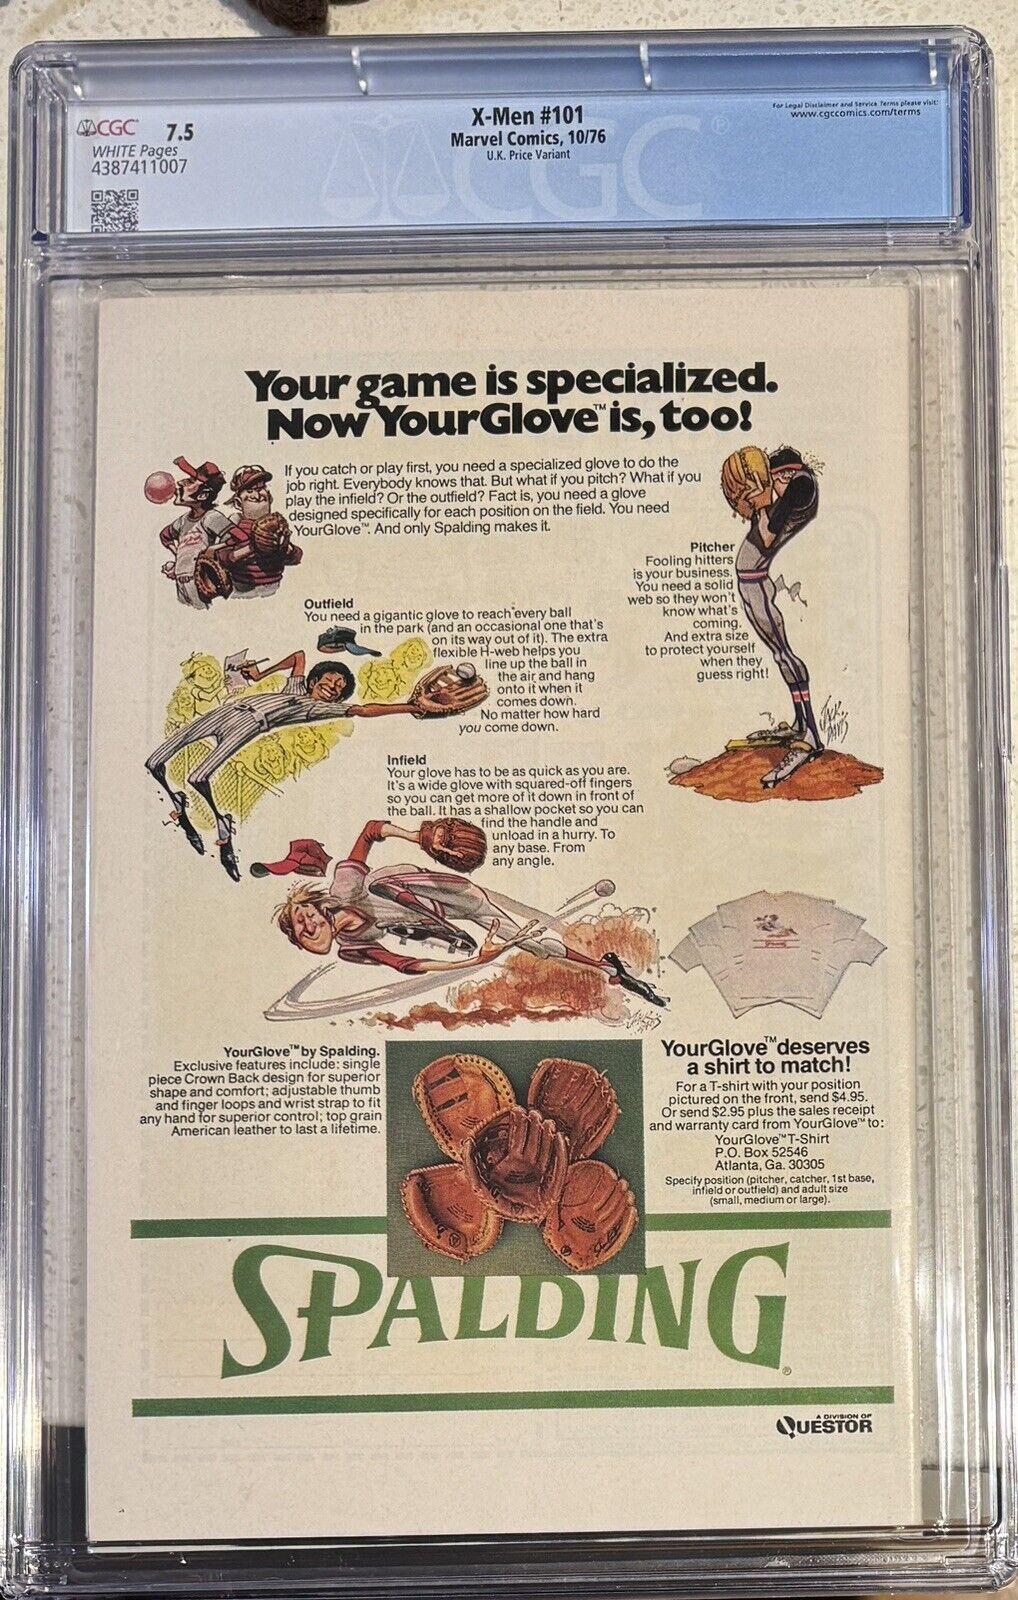 CGC 7.5
WHITE Pages
4387411007
X-Men #101
Marvel Comics, 10/76
U.K. Price Variant
For Legal Disclaimer and Service Terms please visit:
www.cgccomics.com/terms
CGC®
Your game is specialized.
Now YourGlove™ is, too!
If you catch or play first, you need a specialized glove to do the
job right. Everybody knows that. But what if you pitch? What if you
play the infield? Or the outfield? Fact is, you need a glove
designed specifically for each position on the field. You need
YourGlove™. And only Spalding makes it.
Pitcher
Fooling hitters
is your business.
You need a solid
web so they won't
know what's
coming.
And extra size
to protect yourself
when they
guess right!
JACK
DAVIS
Outfield
You need a gigantic glove to reach every ball
in the park (and an occasional one that's
on its way out of it). The extra
flexible H-web helps you
line up the ball in
the air and hang
onto it when it
comes down.
No matter how hard
you come down.
Infield
Your glove has to be as quick as you are.
It's a wide glove with squared-off fingers
so you can get more of it down in front of
the ball. It has a shallow pocket so you can
find the handle and
unload in a hurry. To
any base. From
any angle.
YourGlove™ by Spalding.
Exclusive features include: single
piece Crown Back design for superior
shape and comfort; adjustable thumb
and finger loops and wrist strap to fit
any hand for superior control; top grain
American leather to last a lifetime.
YourGlove™ deserves
a shirt to match!
For a T-shirt with your position
pictured on the front, send $4.95.
Or send $2.95 plus the sales receipt
and warranty card from YourGlove™ to:
YourGlove™ T-Shirt
P.O. Box 52546
Atlanta, Ga. 30305
Specify position (pitcher, catcher, 1st base,
infield or outfield) and adult size
(small, medium or large).
SPALDING®
A DIVISION OF
QUESTOR